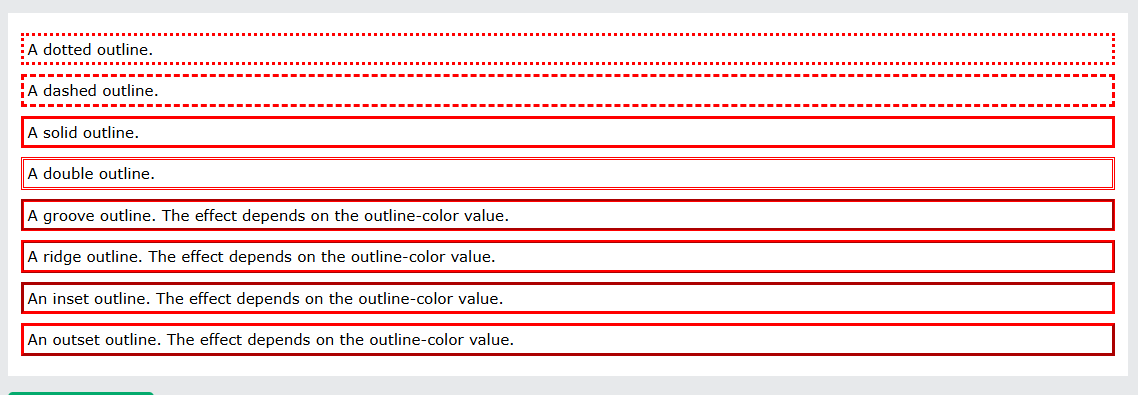 A dotted outline.
A dashed outline.
A solid outline.
A double outline.
A groove outline. The effect depends on the outline-color value.
A ridge outline. The effect depends on the outline-color value.
An inset outline. The effect depends on the outline-color value.
An outset outline. The effect depends on the outline-color value.